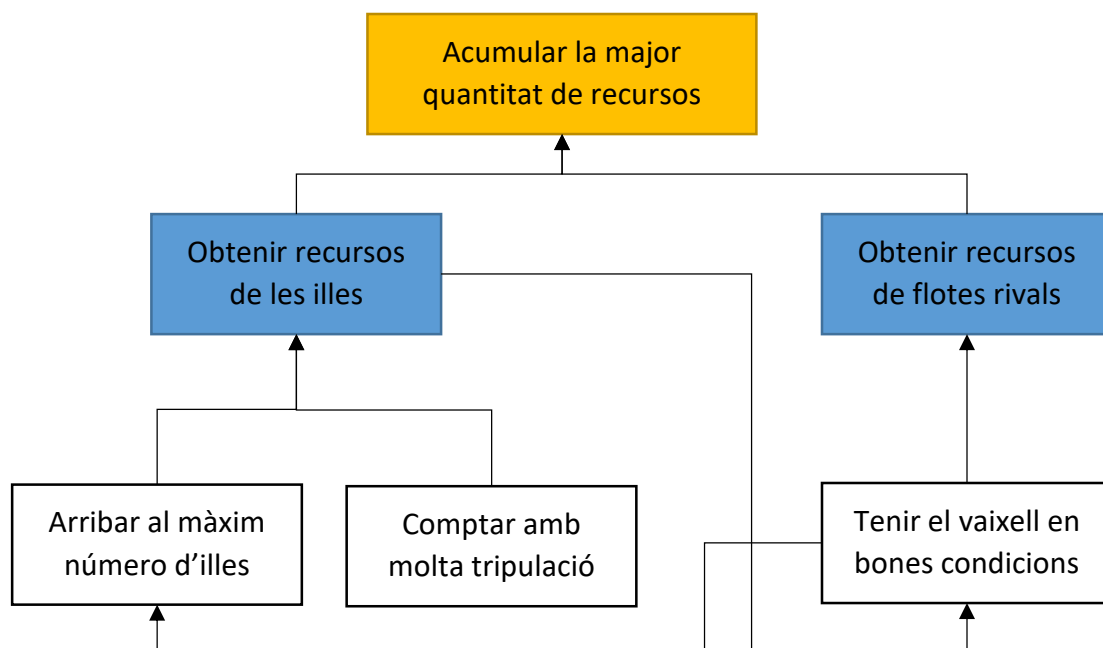 Acumular la major
quantitat de recursos
Obtenir recursos
de les illes
Obtenir recursos
de flotes rivals
Arribar al màxim
número d’illes
Comptar amb
molta tripulació
Tenir el vaixell en
bones condicions